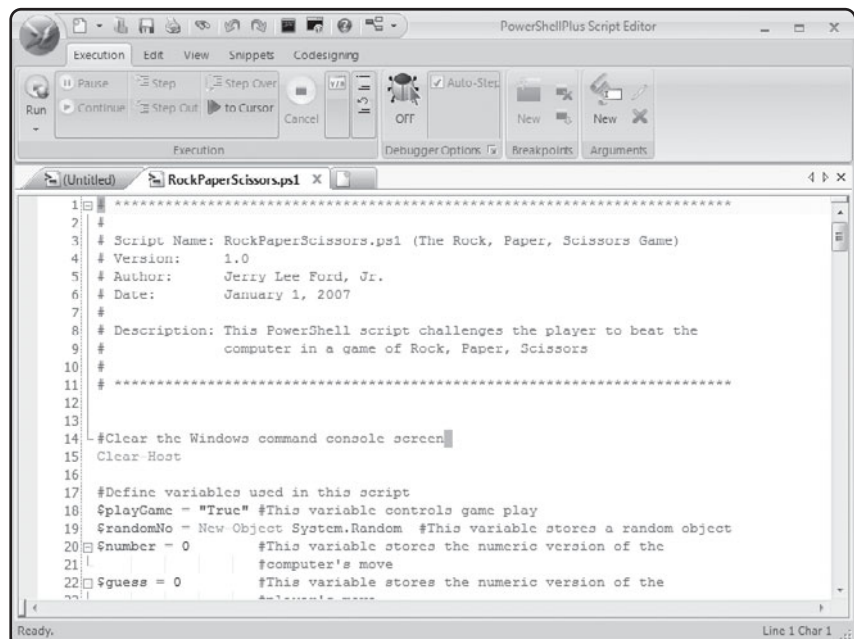 PowerShellPlus Script Editor
Execution Edit View Snippets Codesigning
Run
Pause Step Step Over
Continue Step Out to Cursor
Cancel
OFF
Auto-Step
New
New
Execution Debugger Options Breakpoints Arguments
(Untitled) RockPaperScissors.ps1
1 # **************************************************************************
2 #
3 # Script Name: RockPaperScissors.ps1 (The Rock, Paper, Scissors Game)
4 # Version: 1.0
5 # Author: Jerry Lee Ford, Jr.
6 # Date: January 1, 2007
7 #
8 # Description: This PowerShell script challenges the player to beat the
9 # computer in a game of Rock, Paper, Scissors
10 #
11 # **************************************************************************
12
13
14 #Clear the Windows command console screen
15 Clear-Host
16
17 #Define variables used in this script
18 $playGame = "True" #This variable controls game play
19 $randomNo = New-Object System.Random #This variable stores a random object
20 $number = 0 #This variable stores the numeric version of the
21 #computer's move
22 $guess = 0 #This variable stores the numeric version of the
Ready. Line 1 Char 1